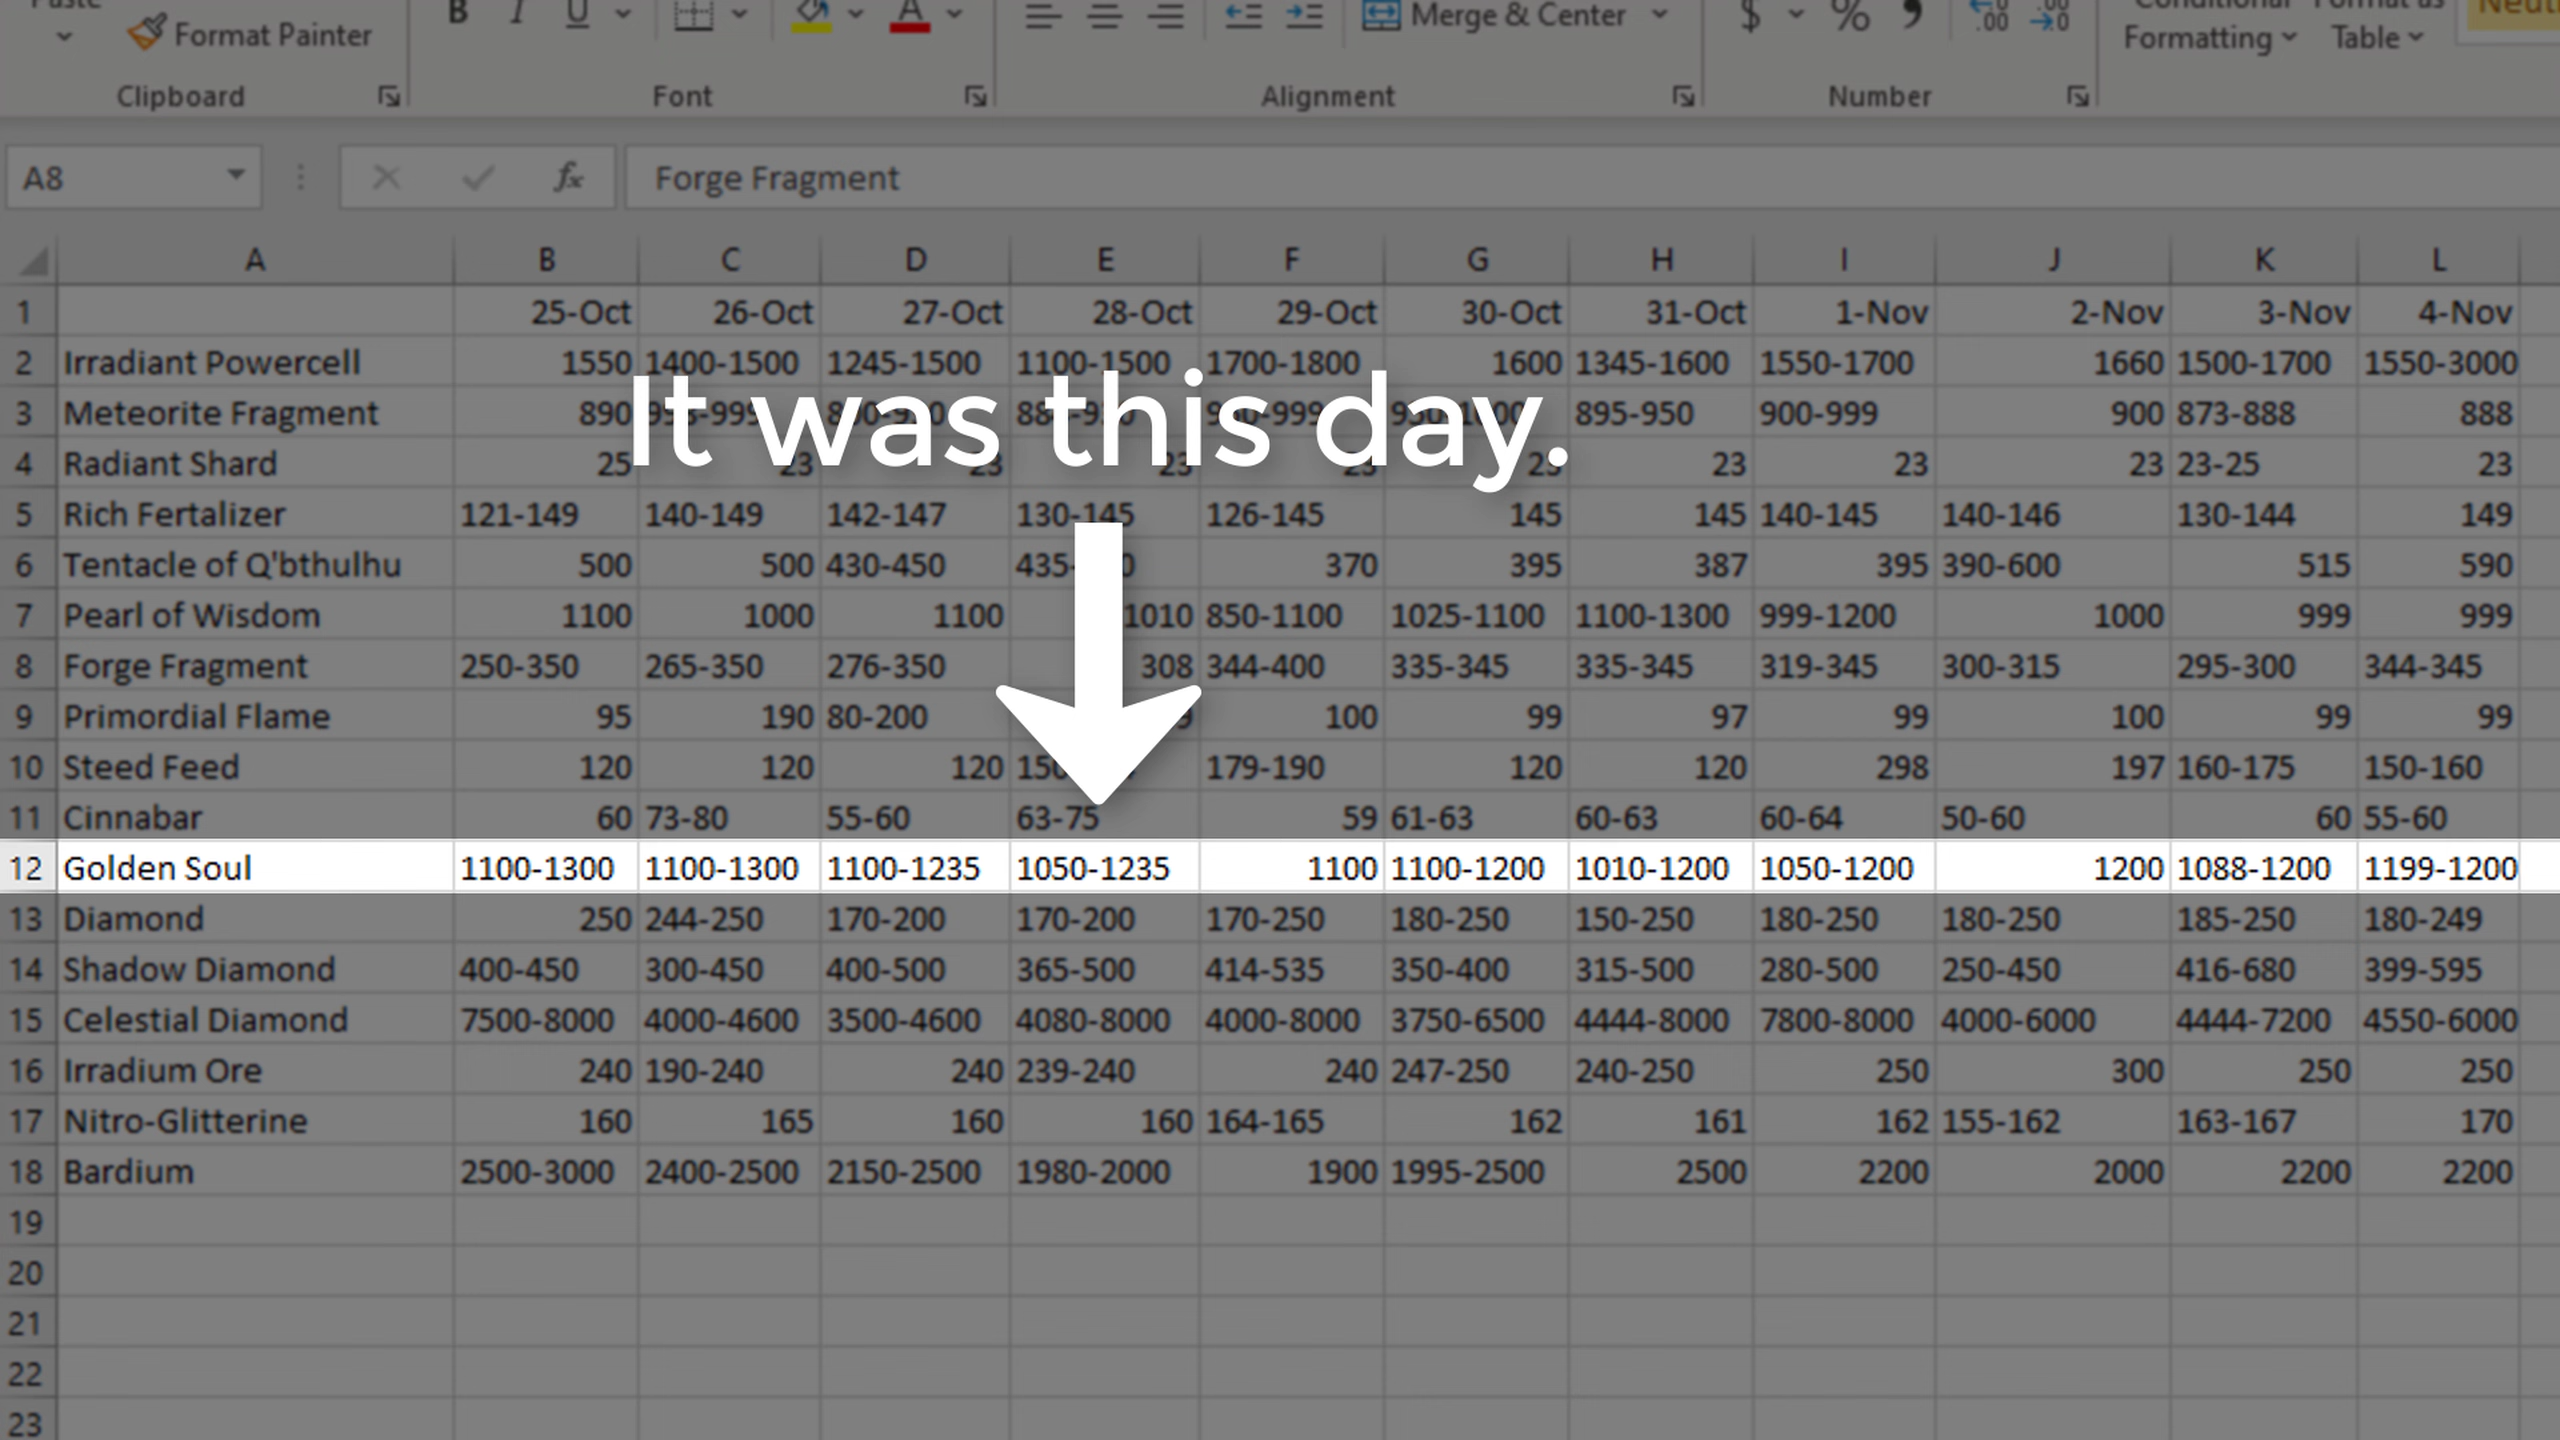 Format Painter
B I U
A
Merge & Center
$ % 9
.00
Formatting
Table
Clipboard
Font
Alignment
Number
A8
fx
Forge Fragment
A B C D E F G H I J K L
1 25-Oct 26-Oct 27-Oct 28-Oct 29-Oct 30-Oct 31-Oct 1-Nov 2-Nov 3-Nov 4-Nov
2 Irradiant Powercell 1550 1400-1500 1245-1500 1100-1500 1700-1800 1600 1345-1600 1550-1700 1660 1500-1700 1550-3000
It was this day.
3 Meteorite Fragment 890 895-950 900-999 900 873-888 888
4 Radiant Shard 25 23 23 23 23 23 23 23 23 23-25 23
5 Rich Fertalizer 121-149 140-149 142-147 130-145 126-145 145 145 140-145 140-146 130-144 149
6 Tentacle of Q'bthulhu 500 500 430-450 370 395 387 395 390-600 515 590
7 Pearl of Wisdom 1100 1000 1100 1010 850-1100 1025-1100 1100-1300 999-1200 1000 999 999
8 Forge Fragment 250-350 265-350 276-350 308 344-400 335-345 335-345 319-345 300-315 295-300 344-345
9 Primordial Flame 95 190 80-200 100 99 97 99 100 99 99
10 Steed Feed 120 120 120 179-190 120 120 298 197 160-175 150-160
11 Cinnabar 60 73-80 55-60 63-75 59 61-63 60-63 60-64 50-60 60 55-60
12 Golden Soul 1100-1300 1100-1300 1100-1235 1050-1235 1100 1100-1200 1010-1200 1050-1200 1200 1088-1200 1199-1200
13 Diamond 250 244-250 170-200 170-200 170-250 180-250 150-250 180-250 180-250 185-250 180-249
14 Shadow Diamond 400-450 300-450 400-500 365-500 414-535 350-400 315-500 280-500 250-450 416-680 399-595
15 Celestial Diamond 7500-8000 4000-4600 3500-4600 4080-8000 4000-8000 3750-6500 4444-8000 7800-8000 4000-6000 4444-7200 4550-6000
16 Irradium Ore 240 190-240 240 239-240 240 247-250 240-250 250 300 250 250
17 Nitro-Glitterine 160 165 160 160 164-165 162 161 162 155-162 163-167 170
18 Bardium 2500-3000 2400-2500 2150-2500 1980-2000 1900 1995-2500 2500 2200 2000 2200 2200
19
20
21
22
23